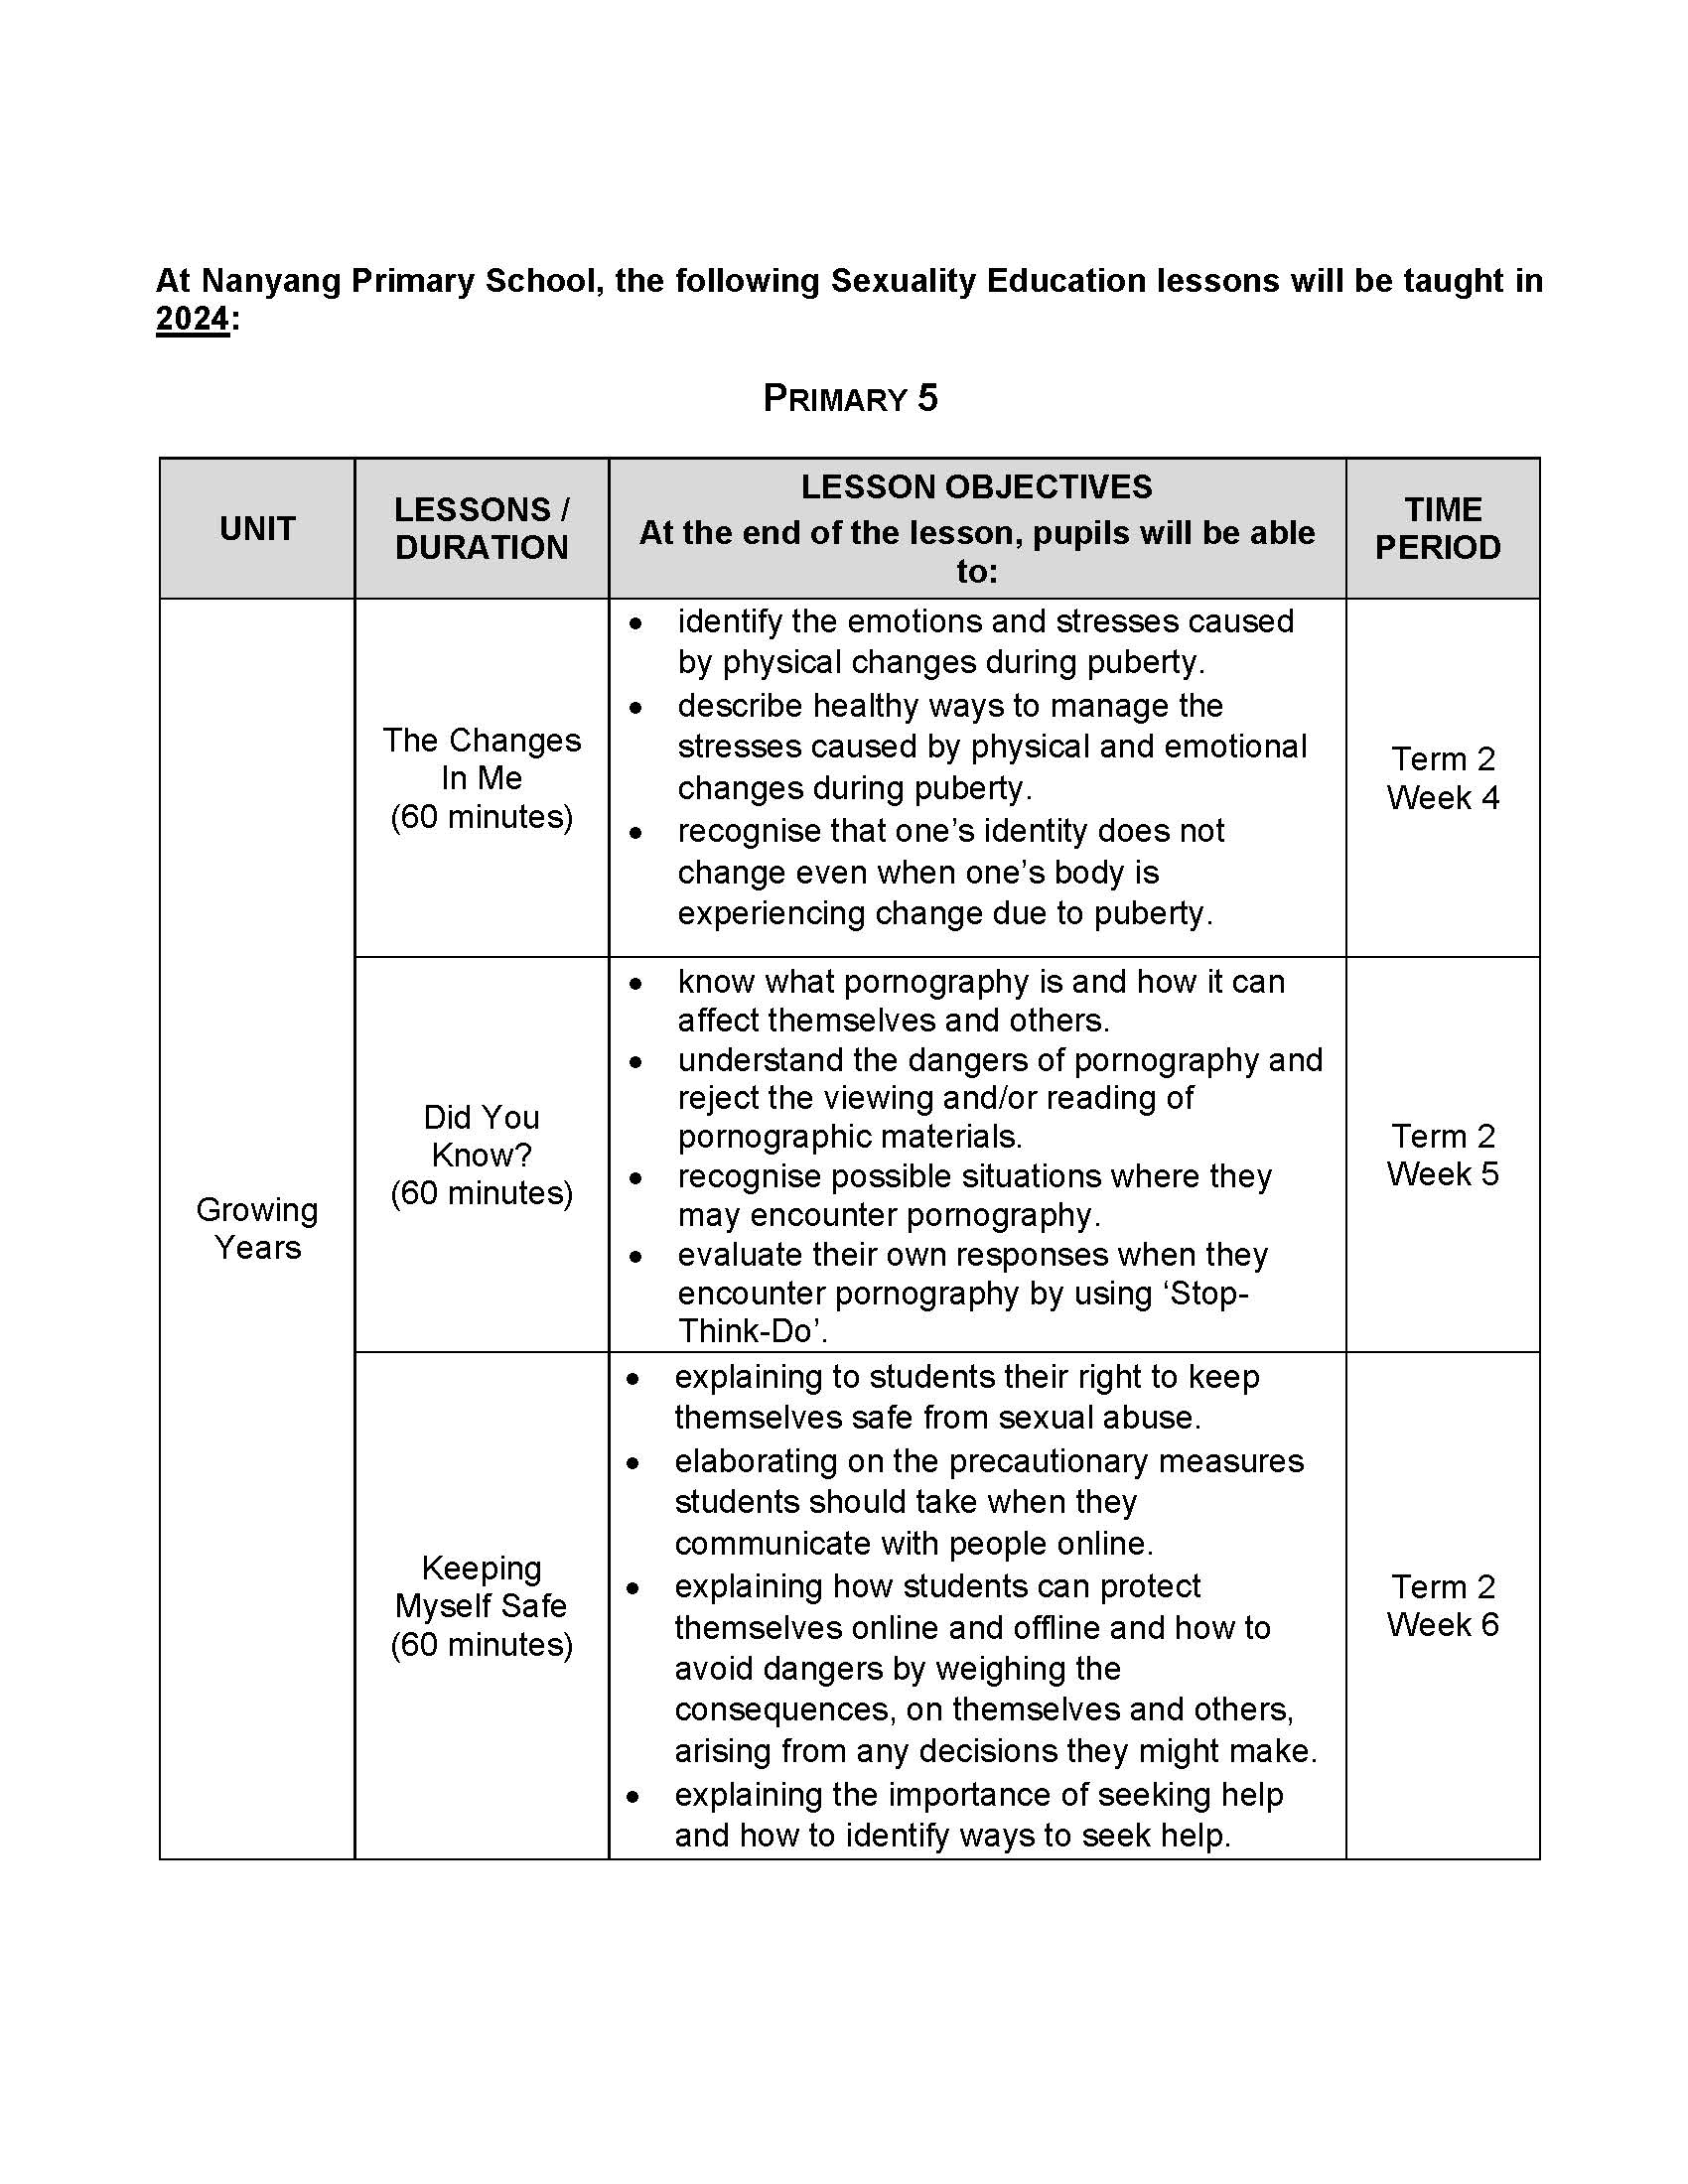 At Nanyang Primary School, the following Sexuality Education lessons will be taught in
2024:
PRIMARY 5
UNIT
LESSONS /
DURATION
LESSON OBJECTIVES
At the end of the lesson, pupils will be able
to:
TIME
PERIOD
Growing
Years
The Changes
In Me
(60 minutes)
• identify the emotions and stresses caused
by physical changes during puberty.
• describe healthy ways to manage the
stresses caused by physical and emotional
changes during puberty.
• recognise that one’s identity does not
change even when one’s body is
experiencing change due to puberty.
Term 2
Week 4
Did You
Know?
(60 minutes)
• know what pornography is and how it can
affect themselves and others.
• understand the dangers of pornography and
reject the viewing and/or reading of
pornographic materials.
• recognise possible situations where they
may encounter pornography.
• evaluate their own responses when they
encounter pornography by using ‘Stop-
Think-Do’.
Term 2
Week 5
Keeping
Myself Safe
(60 minutes)
• explaining to students their right to keep
themselves safe from sexual abuse.
• elaborating on the precautionary measures
students should take when they
communicate with people online.
• explaining how students can protect
themselves online and offline and how to
avoid dangers by weighing the
consequences, on themselves and others,
arising from any decisions they might make.
• explaining the importance of seeking help
and how to identify ways to seek help.
Term 2
Week 6